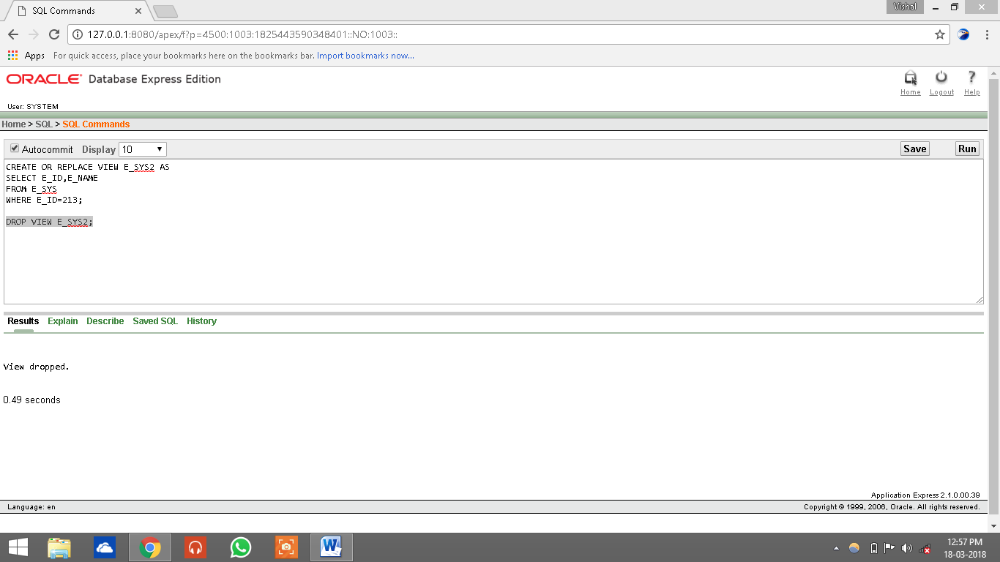 SQL Commands
Vishal
127.0.0.1:8080/apex/f?p=4500:1003:1825443590348401::NO:1003::
Apps For quick access, place your bookmarks here on the bookmarks bar. Import bookmarks now...
ORACLE Database Express Edition
Home Logout Help
User: SYSTEM
Home > SQL > SQL Commands
Autocommit Display 10 Save Run
CREATE OR REPLACE VIEW E_SYS2 AS
SELECT E_ID,E_NAME
FROM E_SYS
WHERE E_ID=213;
DROP VIEW E_SYS2;
Results Explain Describe Saved SQL History
View dropped.
0.49 seconds
Application Express 2.1.0.00.39
Language: en Copyright © 1999, 2006, Oracle. All rights reserved.
12:57 PM
18-03-2018